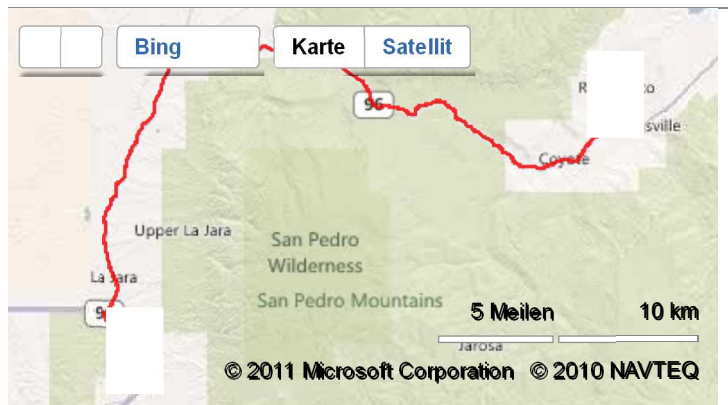 Bing Karte Satellit
96
Coyote
Upper La Jara
San Pedro
Wilderness
La Jara
San Pedro Mountains
5 Meilen 10 km
Jarosa
© 2011 Microsoft Corporation © 2010 NAVTEQ